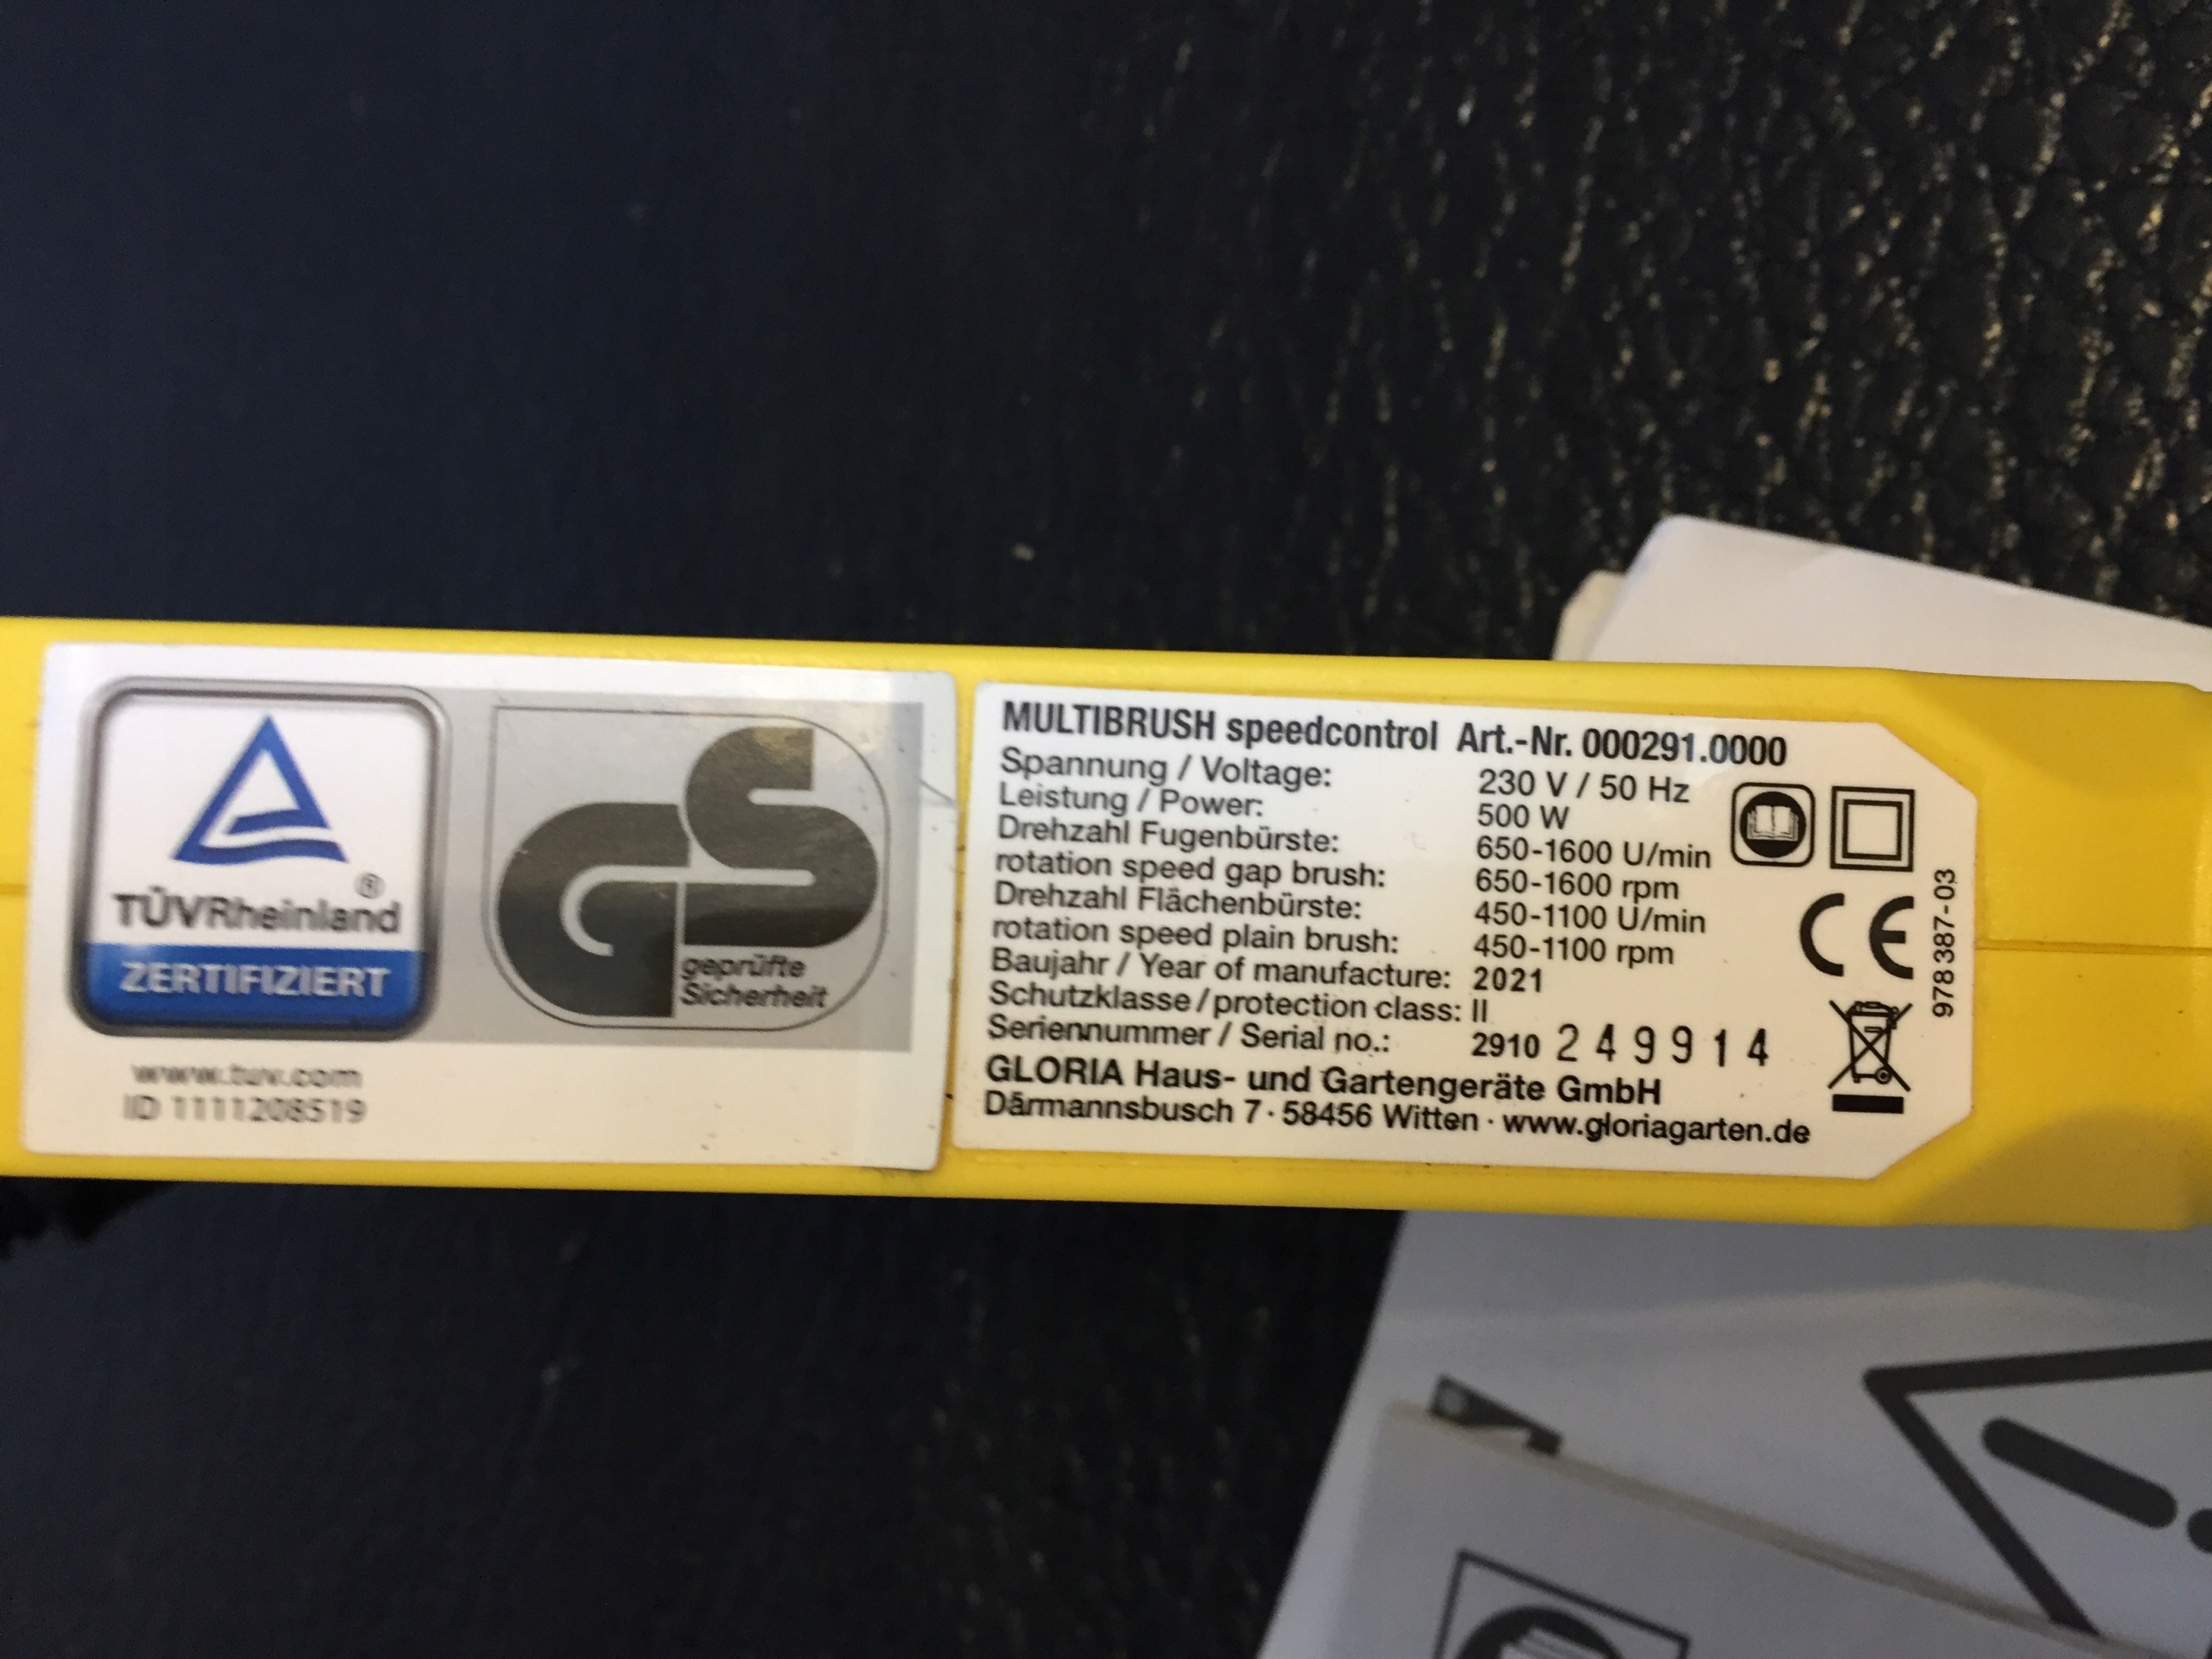 TÜVRheinland®
ZERTIFIZIERT
www.tuv.com
ID 1111208519
GS
geprüfte
Sicherheit
MULTIBRUSH speedcontrol Art.-Nr. 000291.0000
Spannung / Voltage: 230 V / 50 Hz
Leistung / Power: 500 W
Drehzahl Fugenbürste: 650-1600 U/min
rotation speed gap brush: 650-1600 rpm
Drehzahl Flächenbürste: 450-1100 U/min
rotation speed plain brush: 450-1100 rpm
Baujahr / Year of manufacture: 2021
Schutzklasse / protection class: II
Seriennummer / Serial no.: 2910 249914
GLORIA Haus- und Gartengeräte GmbH
Därmannsbusch 7 · 58456 Witten · www.gloriagarten.de
CE
978387-03